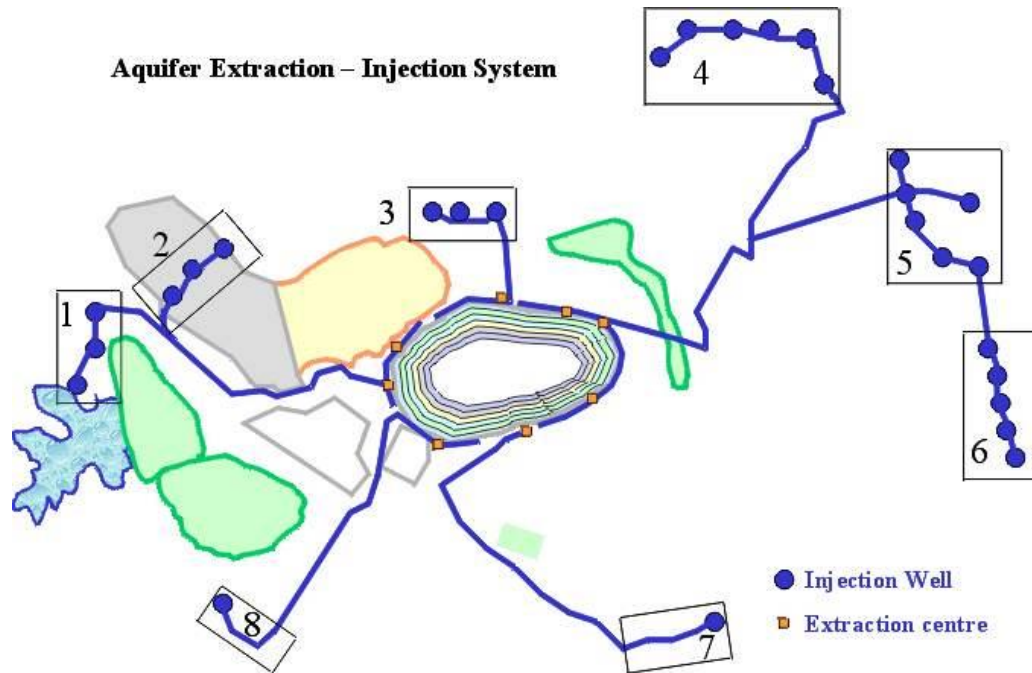 Aquifer Extraction – Injection System
4
3
2
5
1
6
8
7
Injection Well
Extraction centre